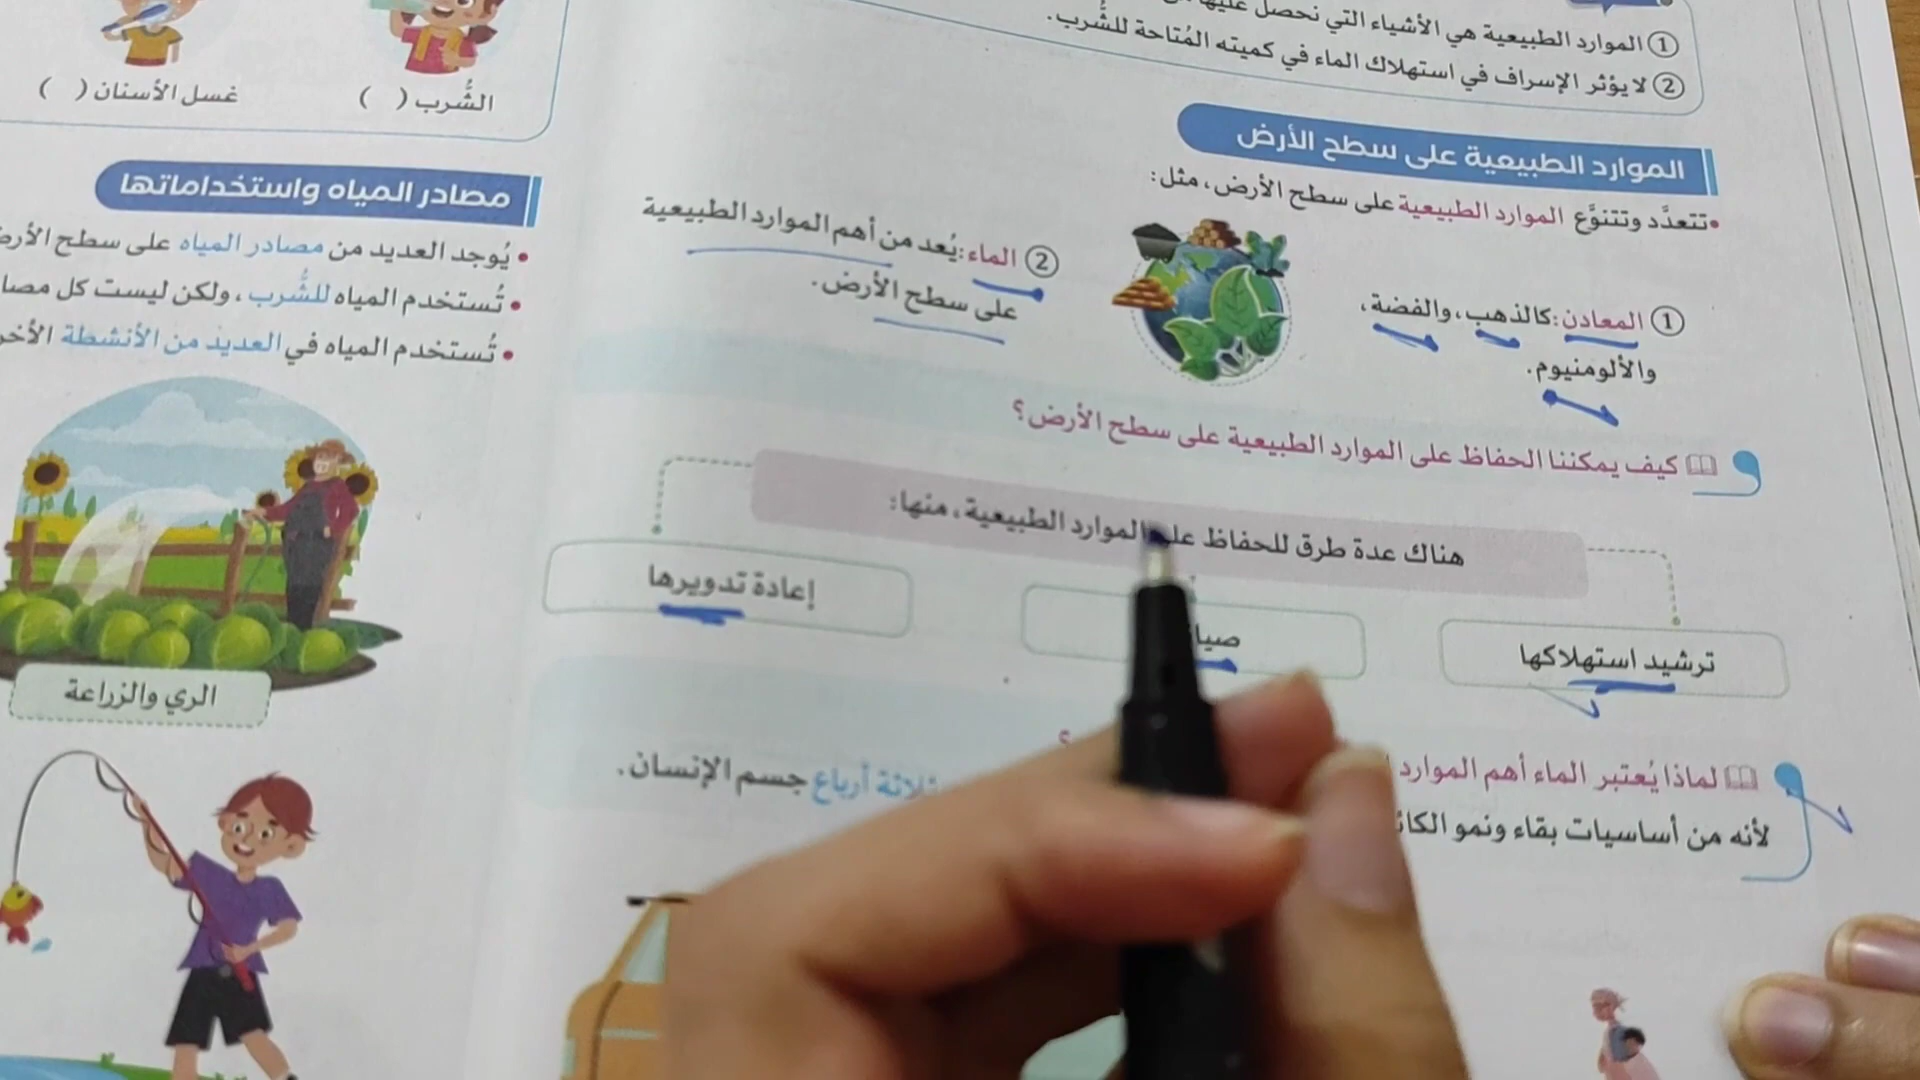 ① الموارد الطبيعية هي الأشياء التي نحصل عليها
② لا يؤثر الإسراف في استهلاك الماء في كميته المُتاحة للشُّرب.
الموارد الطبيعية على سطح الأرض
•تتعدَّد وتتنوَّع الموارد الطبيعية على سطح الأرض، مثل:
① المعادن: كالذهب، والفضة،
والألومنيوم.
② الماء: يُعد من أهم الموارد الطبيعية
على سطح الأرض.
كيف يمكننا الحفاظ على الموارد الطبيعية على سطح الأرض؟
هناك عدة طرق للحفاظ على الموارد الطبيعية، منها:
ترشيد استهلاكها
إعادة تدويرها
لماذا يُعتبر الماء أهم الموارد
لأنه من أساسيات بقاء ونمو
ثلاثة أرباع جسم الإنسان.
الشُّرب ( )
غسل الأسنان ( )
مصادر المياه واستخداماتها
• يُوجد العديد من مصادر المياه على سطح
• تُستخدم المياه للشُّرب، ولكن ليست كل
• تُستخدم المياه في العديد من الأنشطة
الري والزراعة